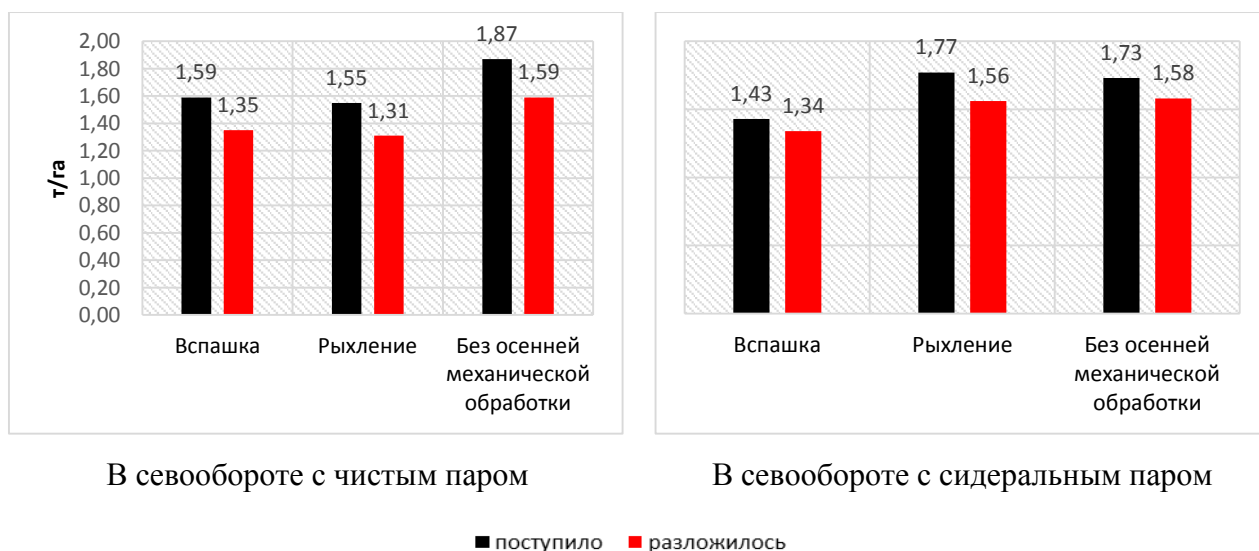 2,00
1,80
1,60
1,40
1,20
1,00
0,80
0,60
0,40
0,20
0,00
т/га
1,59
1,35
1,55
1,31
1,87
1,59
Вспашка
Рыхление
Без осенней
механической
обработки
1,43
1,34
1,77
1,56
1,73
1,58
Вспашка
Рыхление
Без осенней
механической
обработки
В севообороте с чистым паром
В севообороте с сидеральным паром
поступило
разложилось